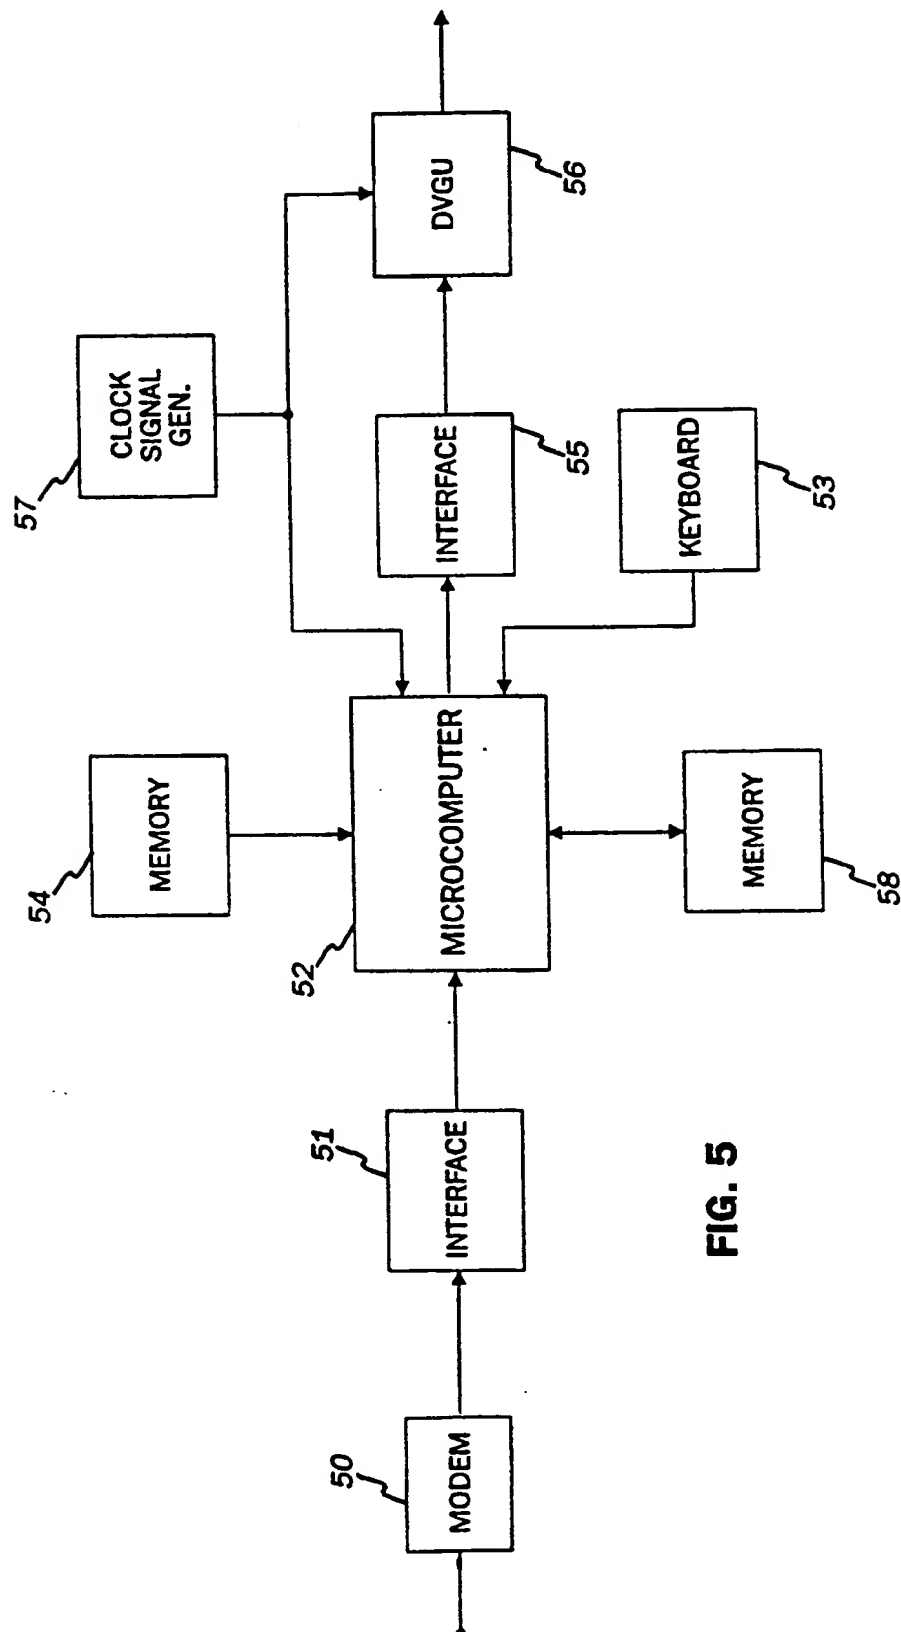 57
CLOCK
SIGNAL
GEN.
54
MEMORY
50
MODEM
51
INTERFACE
52
MICROCOMPUTER
INTERFACE
55
DVGU
56
KEYBOARD
53
MEMORY
58
FIG. 5